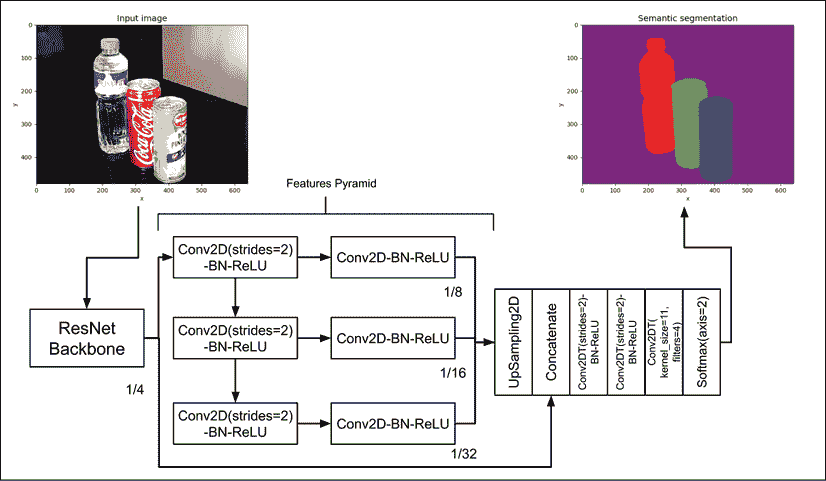 Input image
0
100
200
300
400
y
0 100 200 300 400 500 600
x
Coca-Cola
Semantic segmentation
0
100
200
300
400
y
0 100 200 300 400 500 600
x
Features Pyramid
ResNet
Backbone
1/4
Conv2D(strides=2)
-BN-ReLU
Conv2D-BN-ReLU
1/8
Conv2D(strides=2)
-BN-ReLU
Conv2D-BN-ReLU
1/16
Conv2D(strides=2)
-BN-ReLU
Conv2D-BN-ReLU
1/32
UpSampling2D
Concatenate
Conv2DT(strides=2)-
BN-ReLU
Conv2DT(strides=2)-
BN-ReLU
Conv2DT(
kernel_size=11,
filters=4)
Softmax(axis=2)